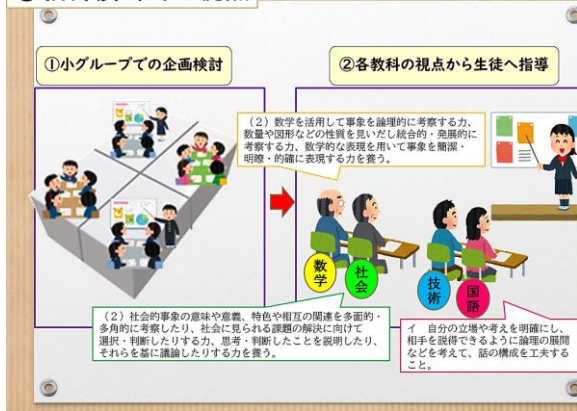 ①小グループでの企画検討
②各教科の視点から生徒へ指導
（２）数学を活用して事象を論理的に考察する力、
数量や図形などの性質を見いだし統合的・発展的に
考察する力、数学的な表現を用いて事象を簡潔・
明瞭・的確に表現する力を養う。
数学
社会
技術
国語
（２）社会的事象の意味や意義、特色や相互の関連を多面的・
多角的に考察したり、社会に見られる課題の解決に向けて
選択・判断したりする力、思考・判断したことを説明したり、
それらを基に議論したりする力を養う。
イ　自分の立場や考えを明確にし、
相手を説得できるように論理の展開
などを考えて、話の構成を工夫する
こと。